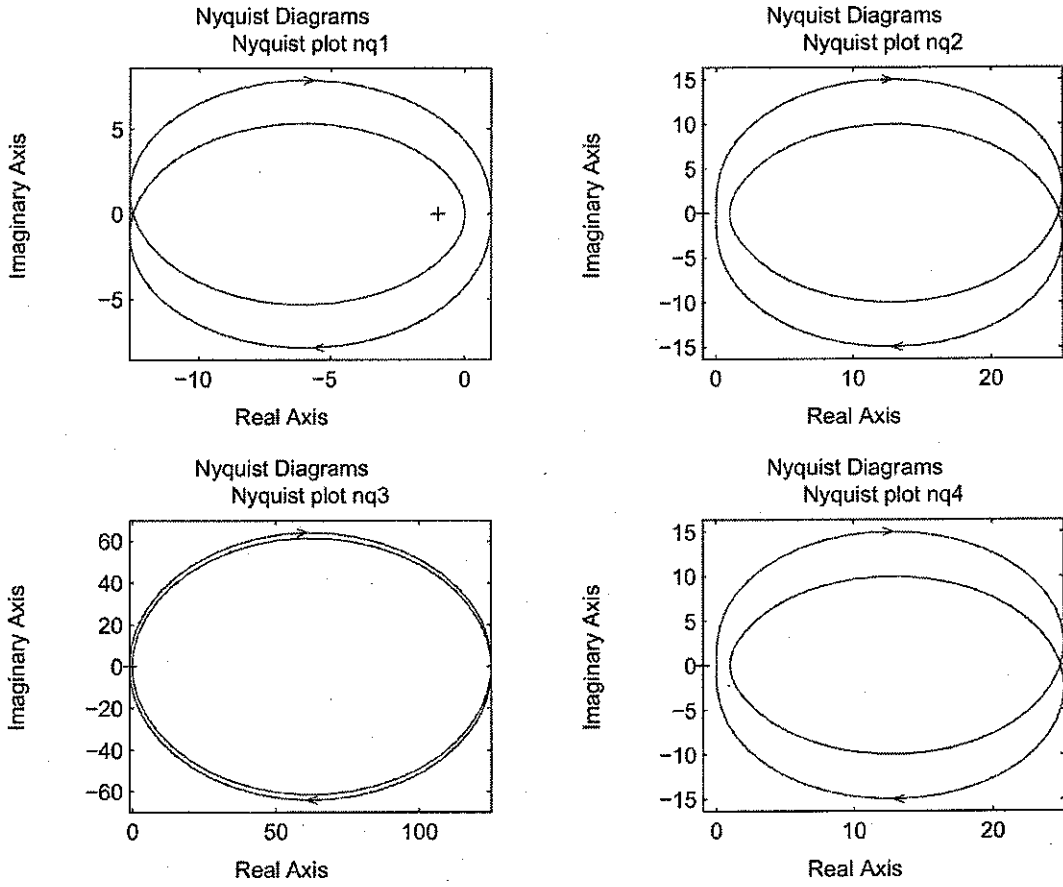 Nyquist Diagrams
Nyquist plot nq1
Imaginary Axis
5
0
−5
−10
−5
0
Real Axis
Nyquist Diagrams
Nyquist plot nq2
Imaginary Axis
15
10
5
0
−5
−10
−15
0
10
20
Real Axis
Nyquist Diagrams
Nyquist plot nq3
Imaginary Axis
60
40
20
0
−20
−40
−60
0
50
100
Real Axis
Nyquist Diagrams
Nyquist plot nq4
Imaginary Axis
15
10
5
0
−5
−10
−15
0
10
20
Real Axis